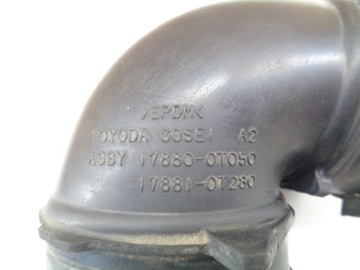 >EPDM<
TOYODA GOSEI A2
ASSY 17880-0T050
17881-0T280